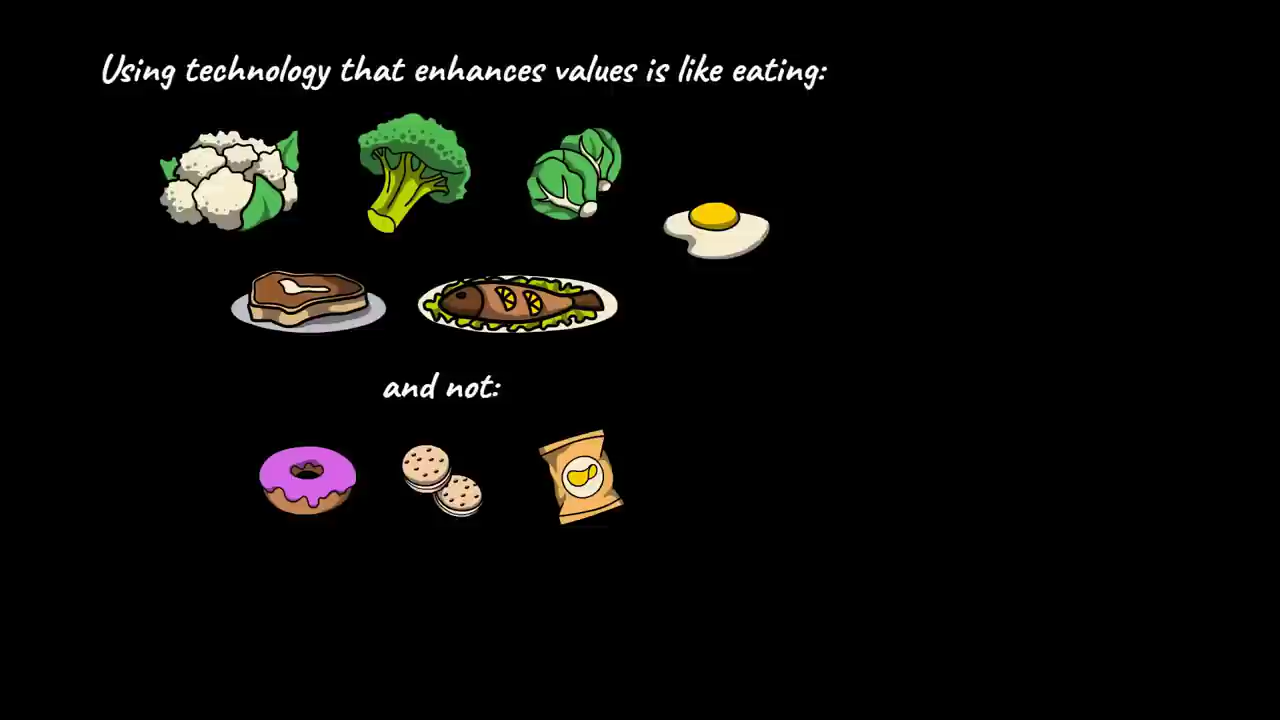 Using technology that enhances values is like eating:
and not: